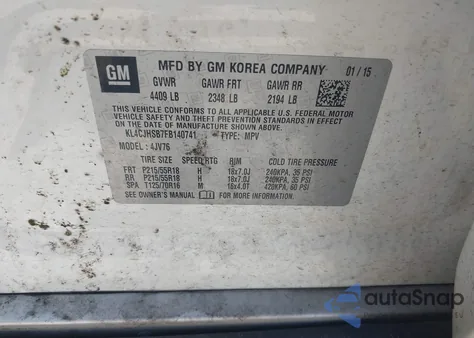 GM
MFD BY GM KOREA COMPANY 01/15
GVWR GAWR FRT GAWR RR
4409 LB 2348 LB 2194 LB
THIS VEHICLE CONFORMS TO ALL APPLICABLE U.S. FEDERAL MOTOR
VEHICLE SAFETY AND THEFT PREVENTION STANDARDS IN EFFECT ON
THE DATE OF MANUFACTURE SHOWN ABOVE.
KL4CJHSB7FB140741 TYPE: MPV
MODEL: 4JV76
TIRE SIZE SPEED RTG RIM COLD TIRE PRESSURE
FRT P215/55R18 H 18x7.0J 240KPA, 35 PSI
RR P215/55R18 H 18x7.0J 240KPA, 35 PSI
SPA T125/70R16 M 16x4.0T 420KPA, 60 PSI
SEE OWNER'S MANUAL FOR MORE INFORMATION.
autoSnap